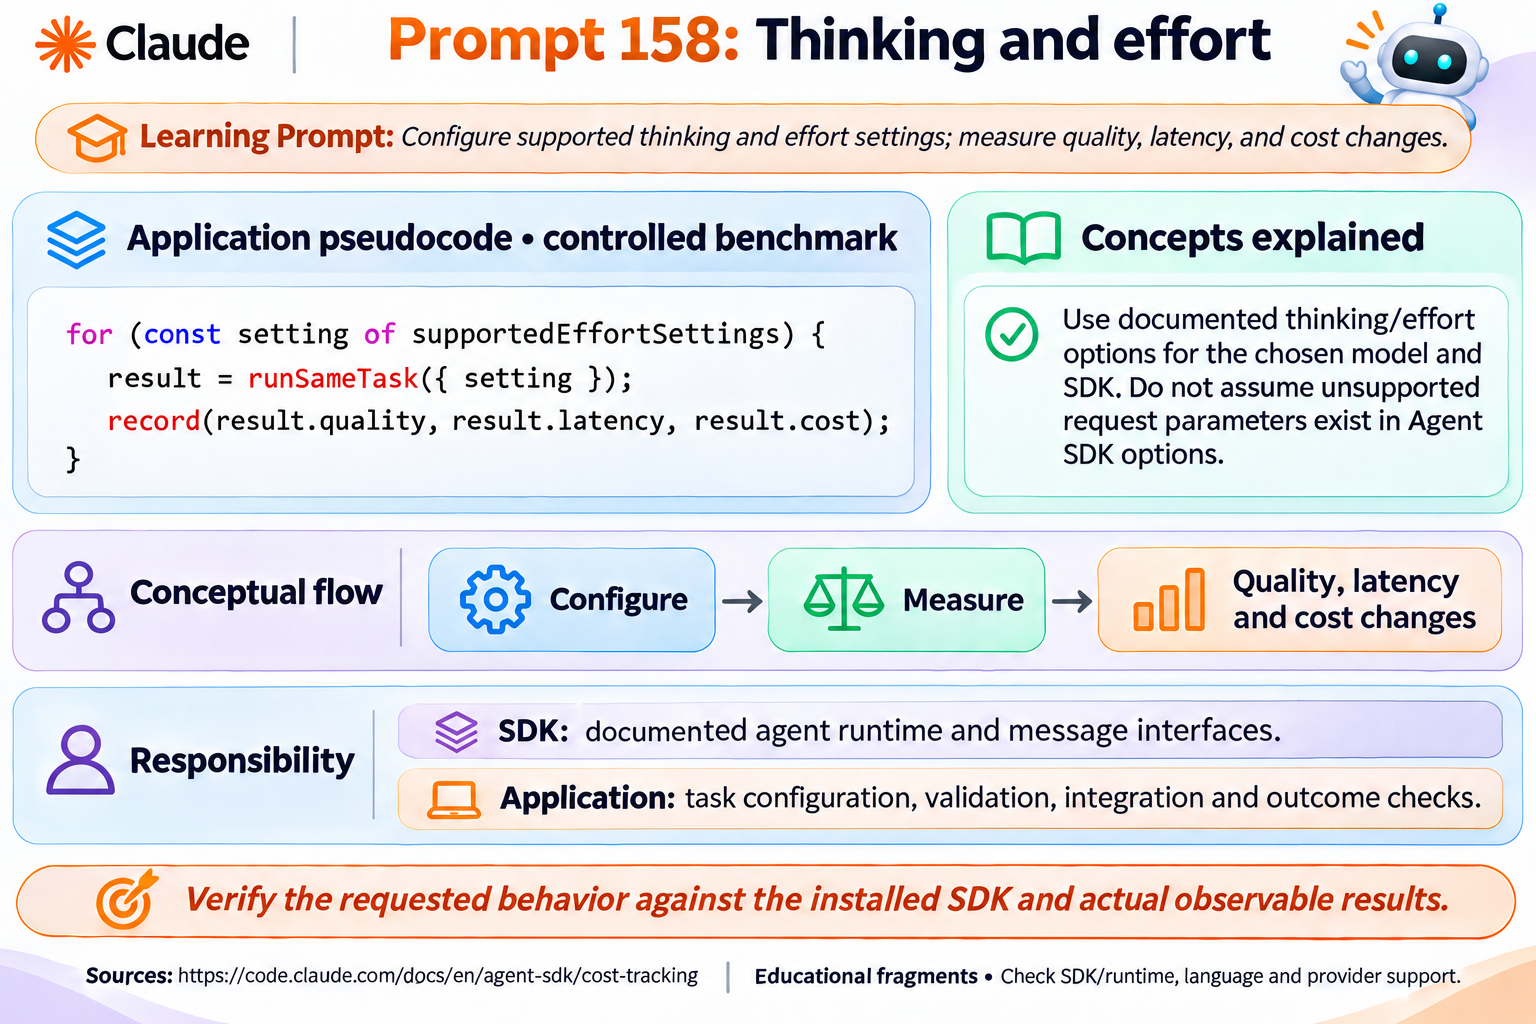 Claude
Prompt 158: Thinking and effort
Learning Prompt: Configure supported thinking and effort settings; measure quality, latency, and cost changes.
Application pseudocode • controlled benchmark
for (const setting of supportedEffortSettings) {
result = runSameTask({ setting });
record(result.quality, result.latency, result.cost);
}
Concepts explained
Use documented thinking/effort
options for the chosen model and
SDK. Do not assume unsupported
request parameters exist in Agent
SDK options.
Conceptual flow
Configure
Measure
Quality, latency
and cost changes
Responsibility
SDK: documented agent runtime and message interfaces.
Application: task configuration, validation, integration and outcome checks.
Verify the requested behavior against the installed SDK and actual observable results.
Sources: https://code.claude.com/docs/en/agent-sdk/cost-tracking
Educational fragments • Check SDK/runtime, language and provider support.